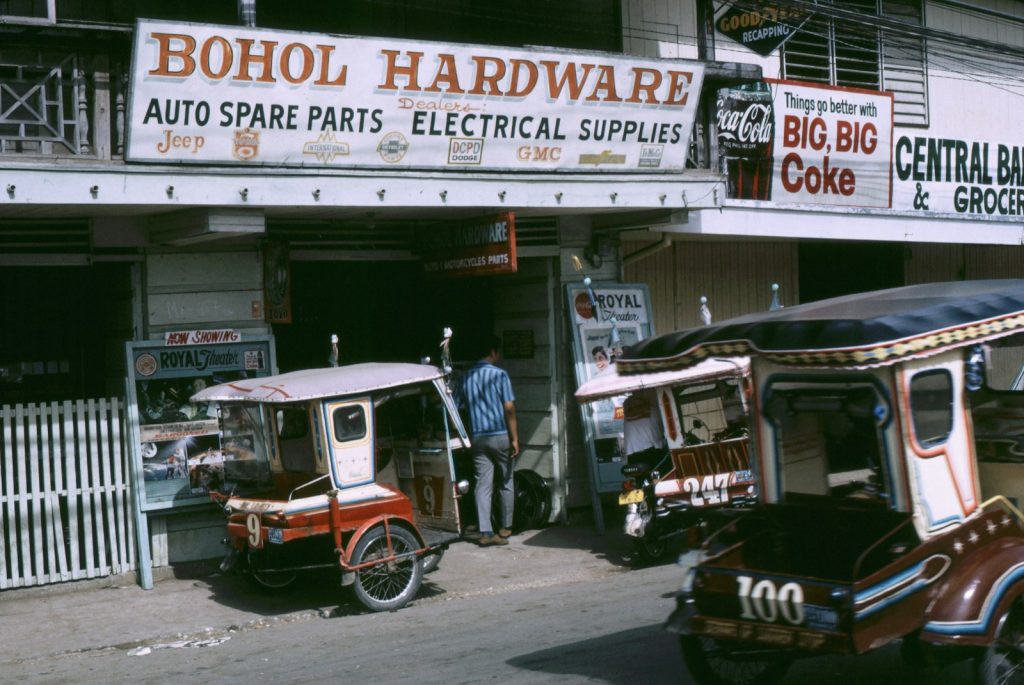 BOHOL HARDWARE
Dealers:
AUTO SPARE PARTS ELECTRICAL SUPPLIES
Jeep
INTERNATIONAL
CHEVROLET
DCPD
DODGE
GMC
GOODYEAR
RECAPPING
Coca-Cola
Things go better with
BIG, BIG
Coke
CENTRAL BA
& GROCER
HARDWARE
MOTORCYCLES PARTS
NOW SHOWING
ROYAL Theater
ROYAL
Theater
9
9
247
100